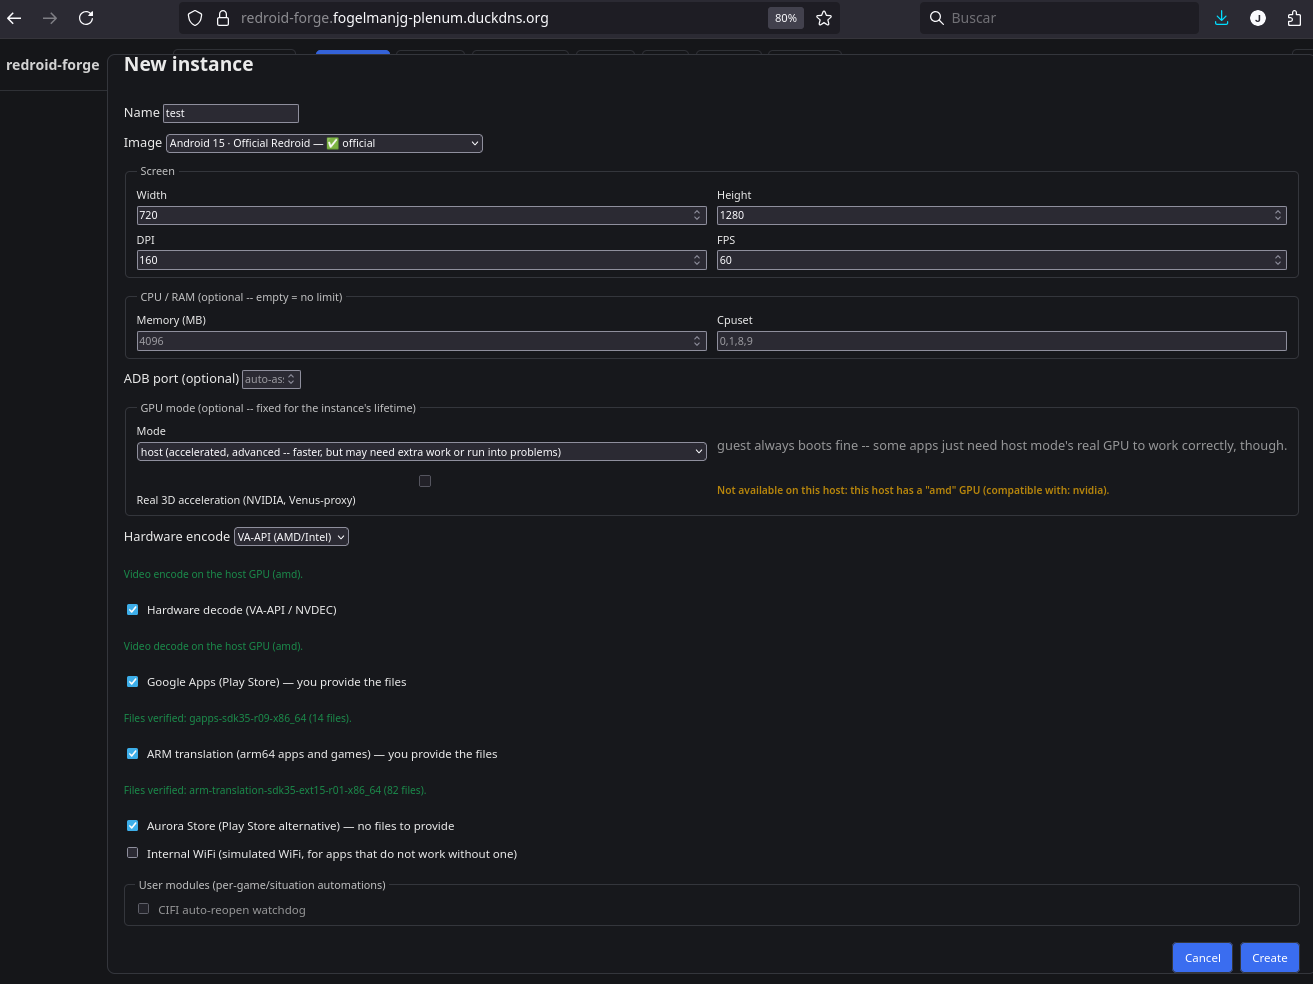 redroid-forge.fogelmanjg-plenum.duckdns.org
80%
Buscar
J
redroid-forge
New instance
Name test
Image Android 15 · Official Redroid — ✅ official
Screen
Width Height
720 1280
DPI FPS
160 60
CPU / RAM (optional -- empty = no limit)
Memory (MB) Cpuset
4096 0,1,8,9
ADB port (optional) auto-as
GPU mode (optional -- fixed for the instance's lifetime)
Mode
host (accelerated, advanced -- faster, but may need extra work or run into problems)
guest always boots fine -- some apps just need host mode's real GPU to work correctly, though.
Real 3D acceleration (NVIDIA, Venus-proxy)
Not available on this host: this host has a "amd" GPU (compatible with: nvidia).
Hardware encode VA-API (AMD/Intel)
Video encode on the host GPU (amd).
Hardware decode (VA-API / NVDEC)
Video decode on the host GPU (amd).
Google Apps (Play Store) — you provide the files
Files verified: gapps-sdk35-r09-x86_64 (14 files).
ARM translation (arm64 apps and games) — you provide the files
Files verified: arm-translation-sdk35-ext15-r01-x86_64 (82 files).
Aurora Store (Play Store alternative) — no files to provide
Internal WiFi (simulated WiFi, for apps that do not work without one)
User modules (per-game/situation automations)
CIFI auto-reopen watchdog
Cancel Create